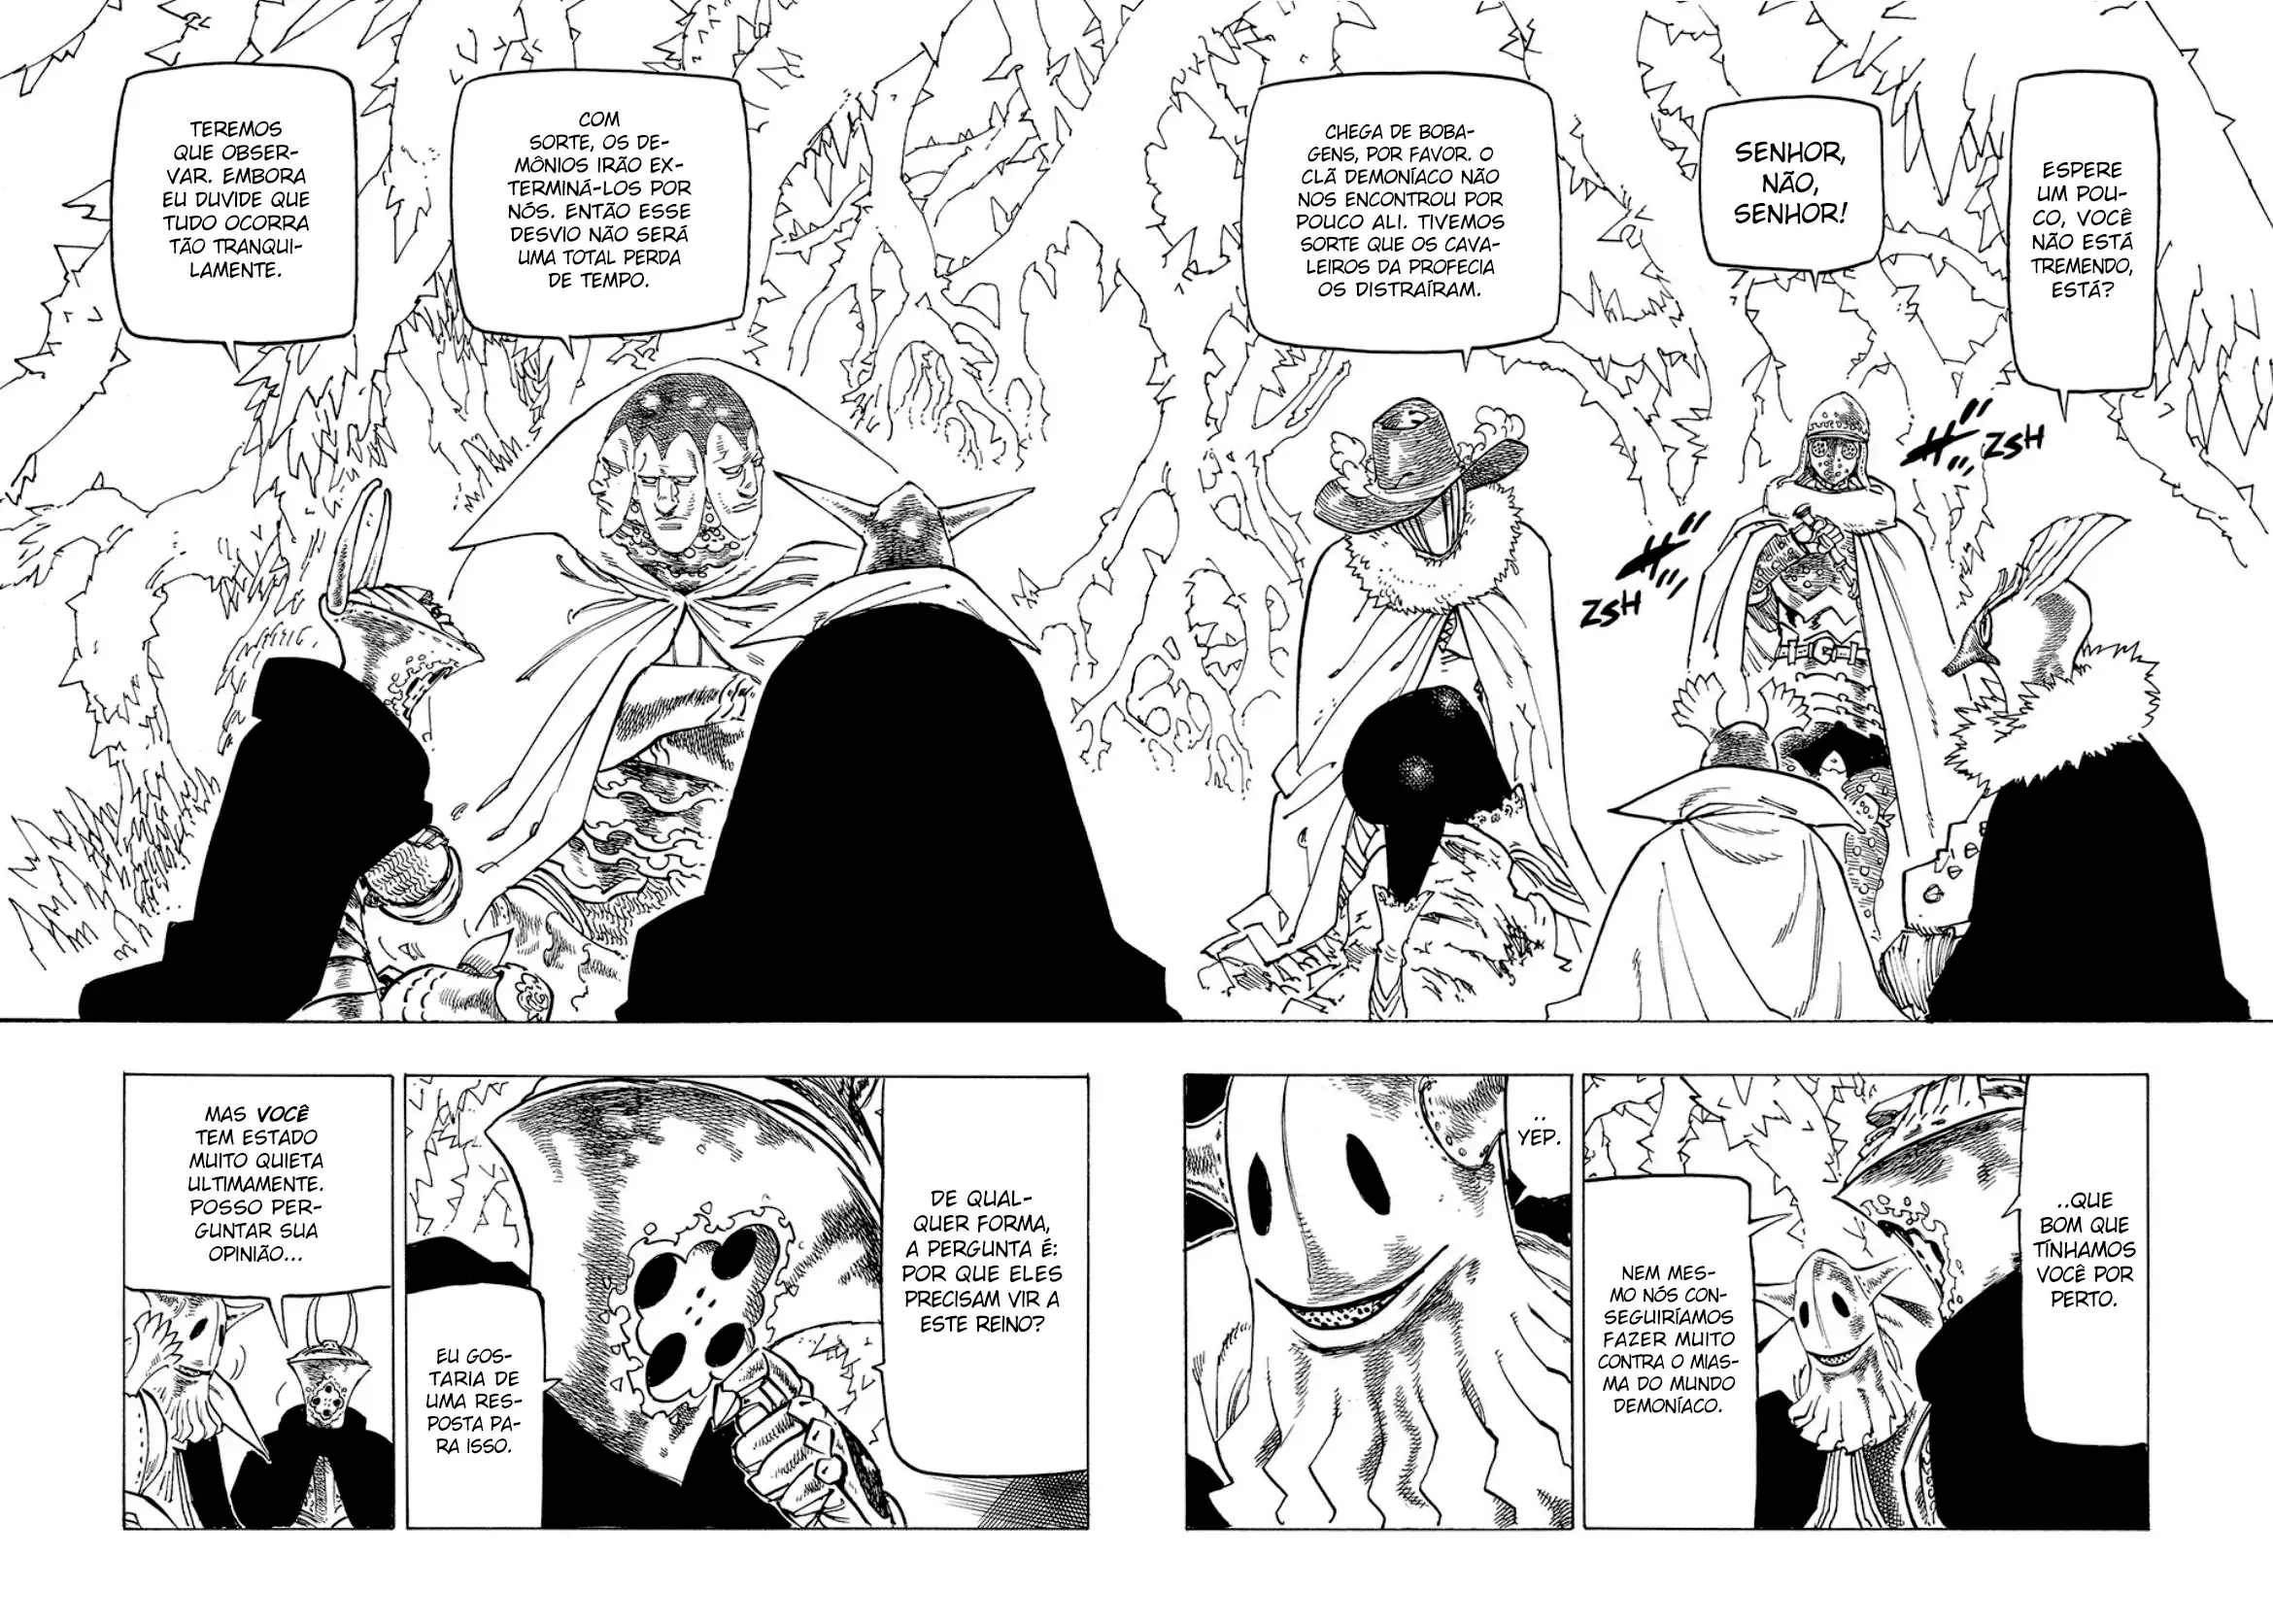 ESPERE
UM POU-
CO, VOCÊ
NÃO ESTÁ
TREMENDO,
ESTÁ?
SENHOR,
NÃO,
SENHOR!
ZSH
ZSH
CHEGA DE BOBA-
GENS, POR FAVOR. O
CLÃ DEMONÍACO NÃO
NOS ENCONTROU POR
POUCO ALI. TIVEMOS
SORTE QUE OS CAVA-
LEIROS DA PROFECIA
OS DISTRAÍRAM.
COM
SORTE, OS DE-
MÔNIOS IRÃO EX-
TERMINÁ-LOS POR
NÓS. ENTÃO ESSE
DESVIO NÃO SERÁ
UMA TOTAL PERDA
DE TEMPO.
TEREMOS
QUE OBSER-
VAR. EMBORA
EU DUVIDE QUE
TUDO OCORRA
TÃO TRANQUI-
LAMENTE.
..QUE
BOM QUE
TÍNHAMOS
VOCÊ POR
PERTO.
NEM MES-
MO NÓS CON-
SEGUIRÍAMOS
FAZER MUITO
CONTRA O MIAS-
MA DO MUNDO
DEMONÍACO.
..
YEP.
DE QUAL-
QUER FORMA,
A PERGUNTA É:
POR QUE ELES
PRECISAM VIR A
ESTE REINO?
EU GOS-
TARIA DE
UMA RES-
POSTA PA-
RA ISSO.
MAS VOCÊ
TEM ESTADO
MUITO QUIETA
ULTIMAMENTE.
POSSO PER-
GUNTAR SUA
OPINIÃO...